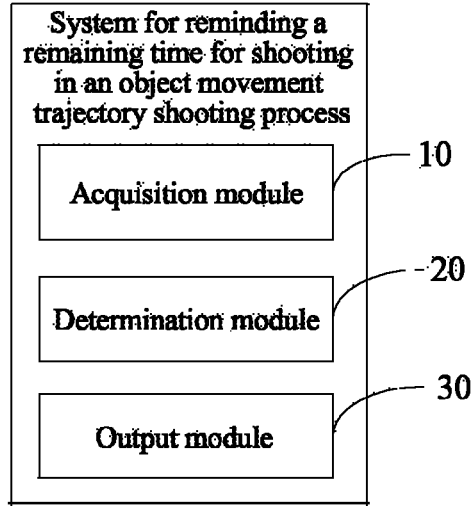 System for reminding a
remaining time for shooting
in an object movement
trajectory shooting process
Acquisition module
10
Determination module
20
Output module
30